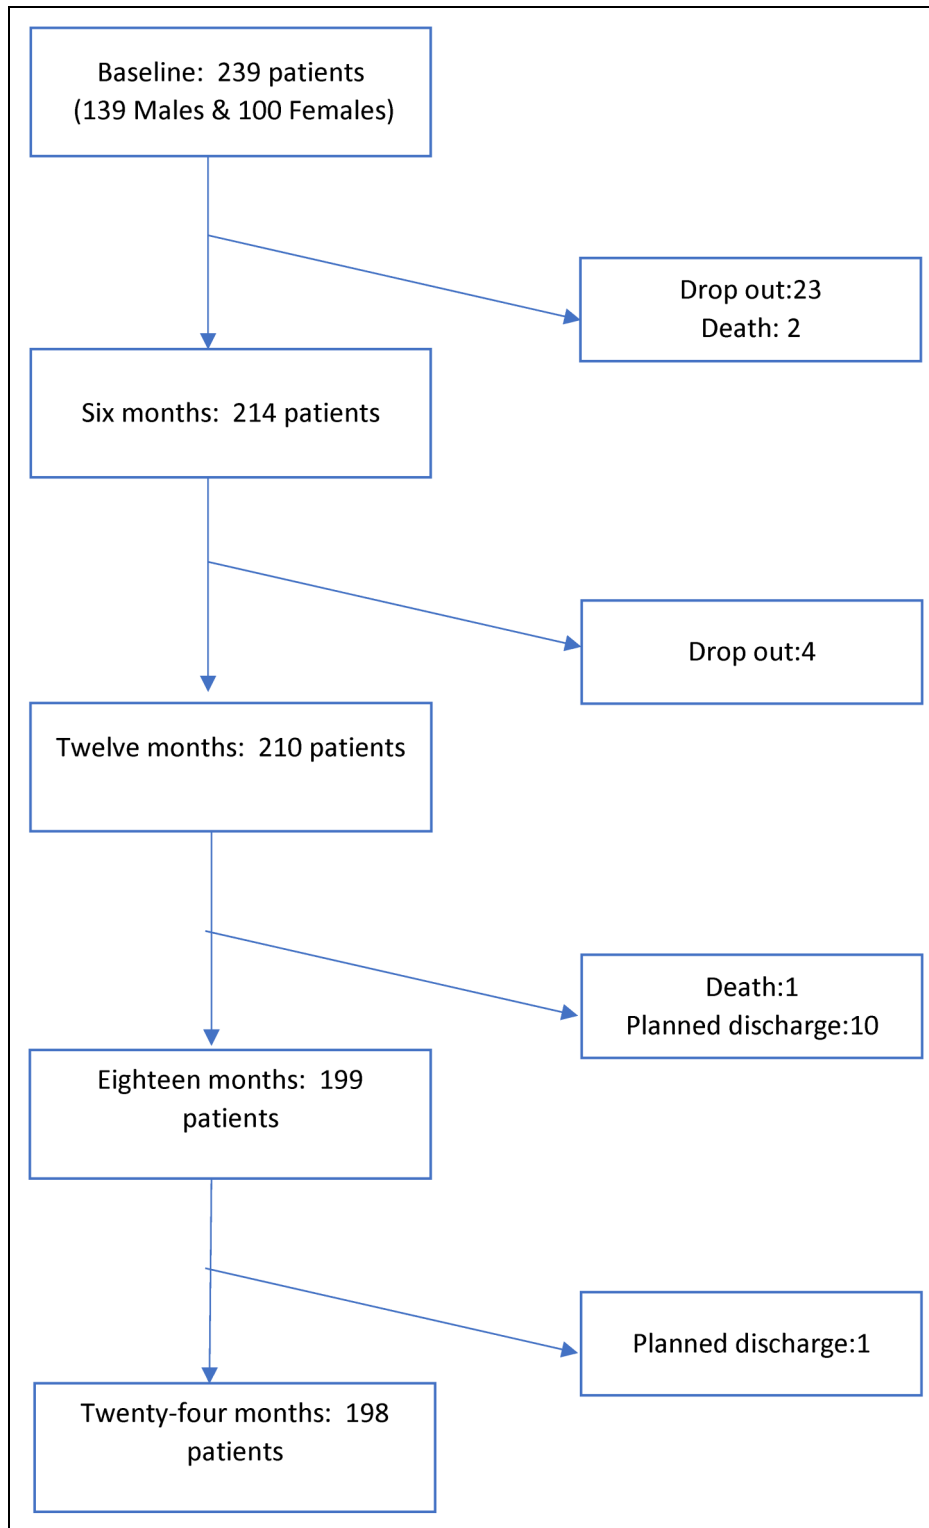 Baseline: 239 patients
(139 Males & 100 Females)
Drop out:23
Death: 2
Six months: 214 patients
Drop out:4
Twelve months: 210 patients
Death:1
Planned discharge:10
Eighteen months: 199
patients
Planned discharge:1
Twenty-four months: 198
patients